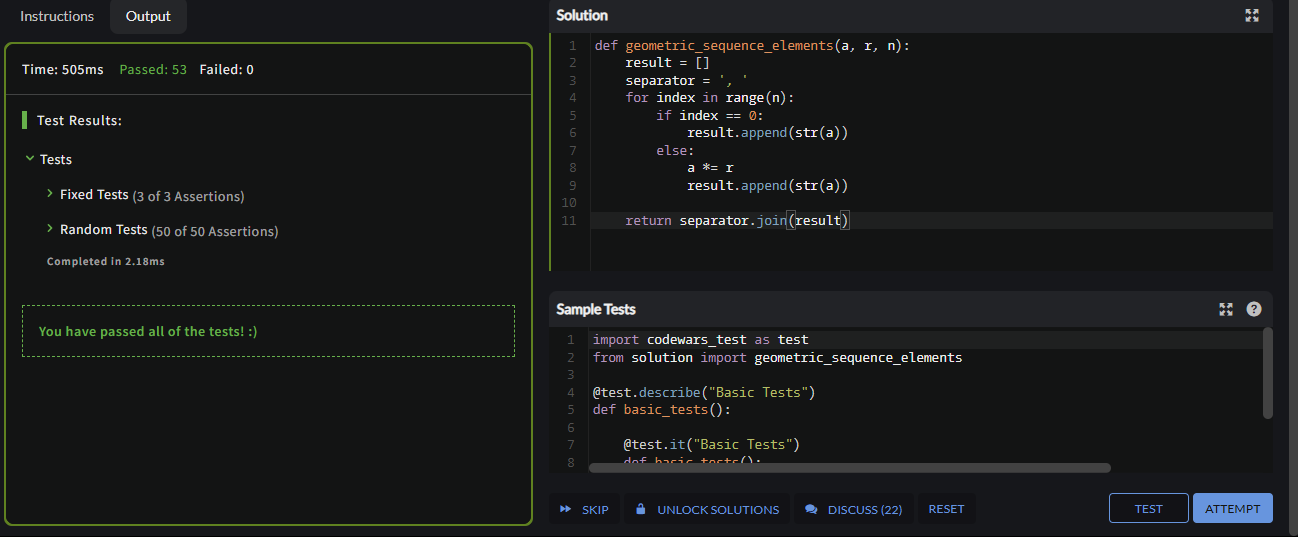 Instructions Output
Time: 505ms Passed: 53 Failed: 0
Test Results:
Tests
Fixed Tests (3 of 3 Assertions)
Random Tests (50 of 50 Assertions)
Completed in 2.18ms
You have passed all of the tests! :)
Solution
1 def geometric_sequence_elements(a, r, n):
2     result = []
3     separator = ', '
4     for index in range(n):
5         if index == 0:
6             result.append(str(a))
7         else:
8             a *= r
9             result.append(str(a))
10
11     return separator.join(result)
Sample Tests
?
1 import codewars_test as test
2 from solution import geometric_sequence_elements
3
4 @test.describe("Basic Tests")
5 def basic_tests():
6
7     @test.it("Basic Tests")
8     def basic_tests():
SKIP UNLOCK SOLUTIONS DISCUSS (22) RESET TEST ATTEMPT